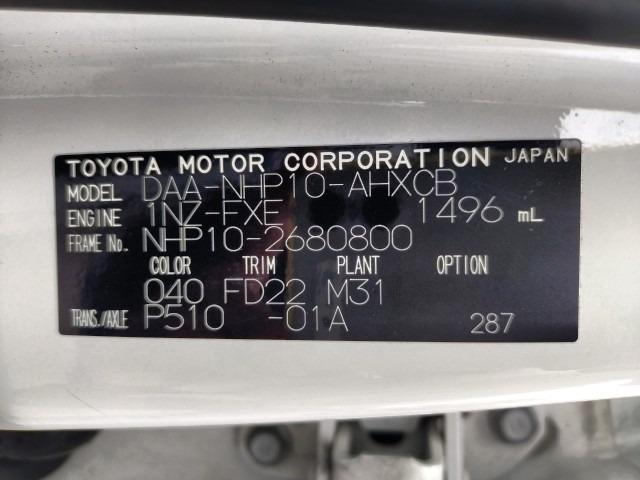 TOYOTA MOTOR CORPORATION JAPAN
MODEL DAA-NHP10-AHXCB
ENGINE 1NZ-FXE 1496 mL
FRAME No. NHP10-2680800
COLOR TRIM PLANT OPTION
040 FD22 M31
TRANS./AXLE P510 -01A 287